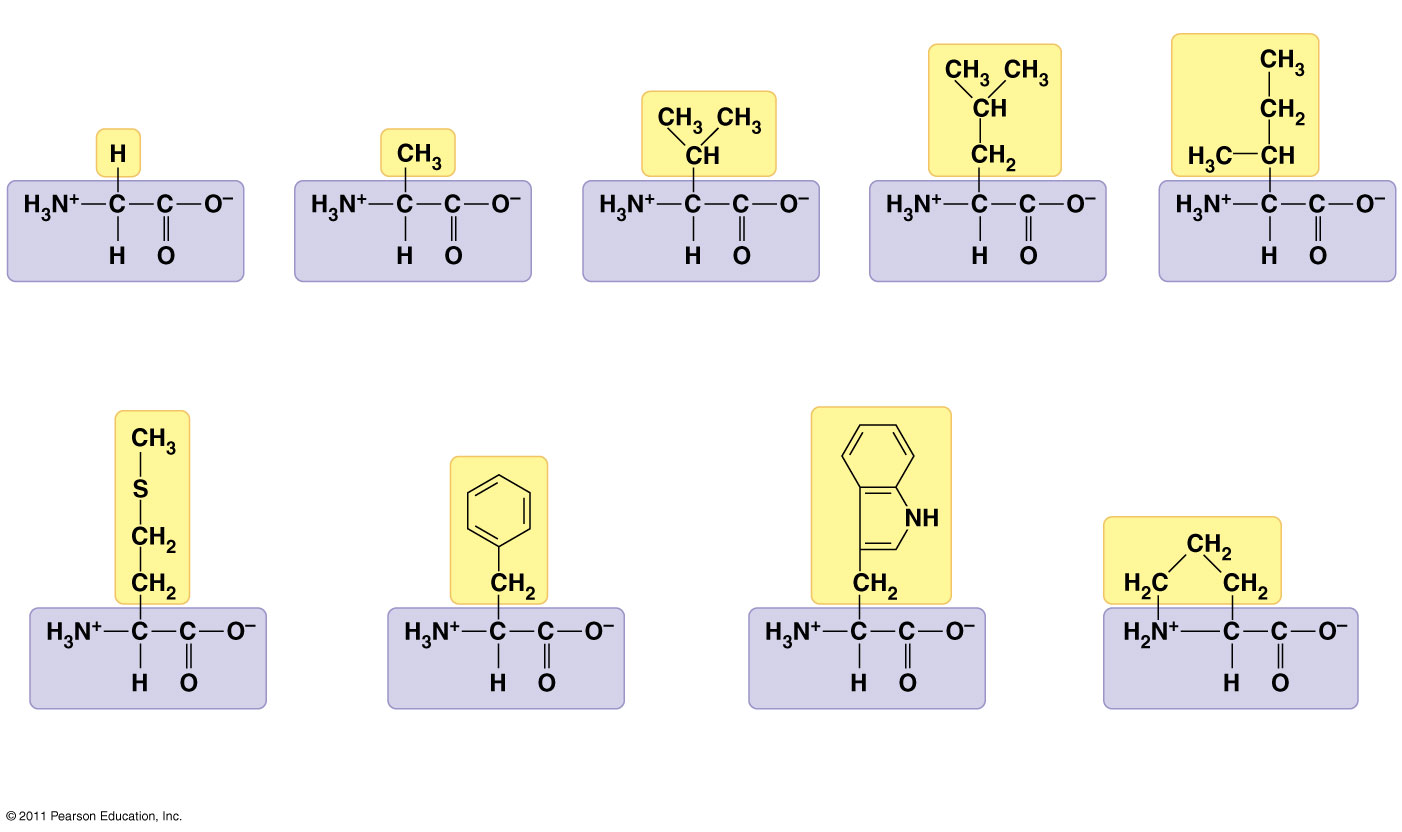 CH₃
CH₃ CH₃
CH₂
CH₃ CH₃
CH
H
CH₃
CH
CH₂
H₃C CH
H₃N⁺ C C O⁻
H₃N⁺ C C O⁻
H₃N⁺ C C O⁻
H₃N⁺ C C O⁻
H₃N⁺ C C O⁻
H O
H O
H O
H O
H O
CH₃
S
CH₂
CH₂
CH₂
NH
CH₂
CH₂
H₂C CH₂
H₃N⁺ C C O⁻
H₃N⁺ C C O⁻
H₃N⁺ C C O⁻
H₂N⁺ C C O⁻
H O
H O
H O
H O
© 2011 Pearson Education, Inc.